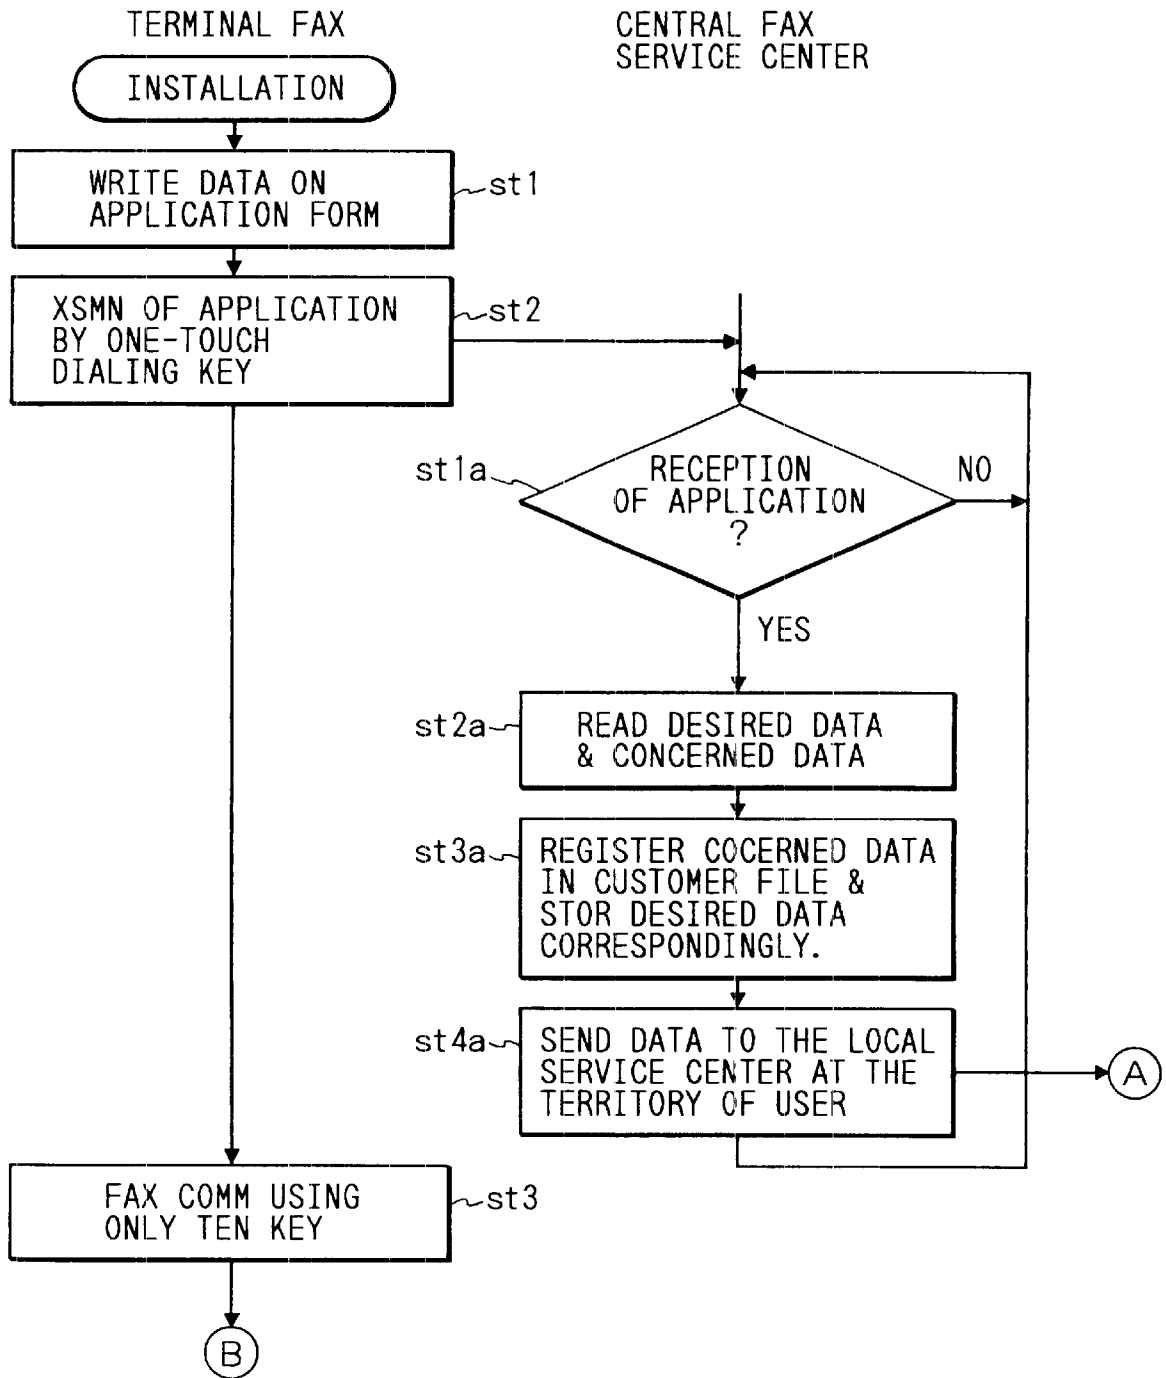 TERMINAL FAX
CENTRAL FAX
SERVICE CENTER
INSTALLATION
WRITE DATA ON
APPLICATION FORM
st1
XSMN OF APPLICATION
BY ONE-TOUCH
DIALING KEY
st2
st1a
RECEPTION
OF APPLICATION
?
NO
YES
st2a
READ DESIRED DATA
& CONCERNED DATA
st3a
REGISTER COCERNED DATA
IN CUSTOMER FILE &
STOR DESIRED DATA
CORRESPONDINGLY.
st4a
SEND DATA TO THE LOCAL
SERVICE CENTER AT THE
TERRITORY OF USER
A
FAX COMM USING
ONLY TEN KEY
st3
B